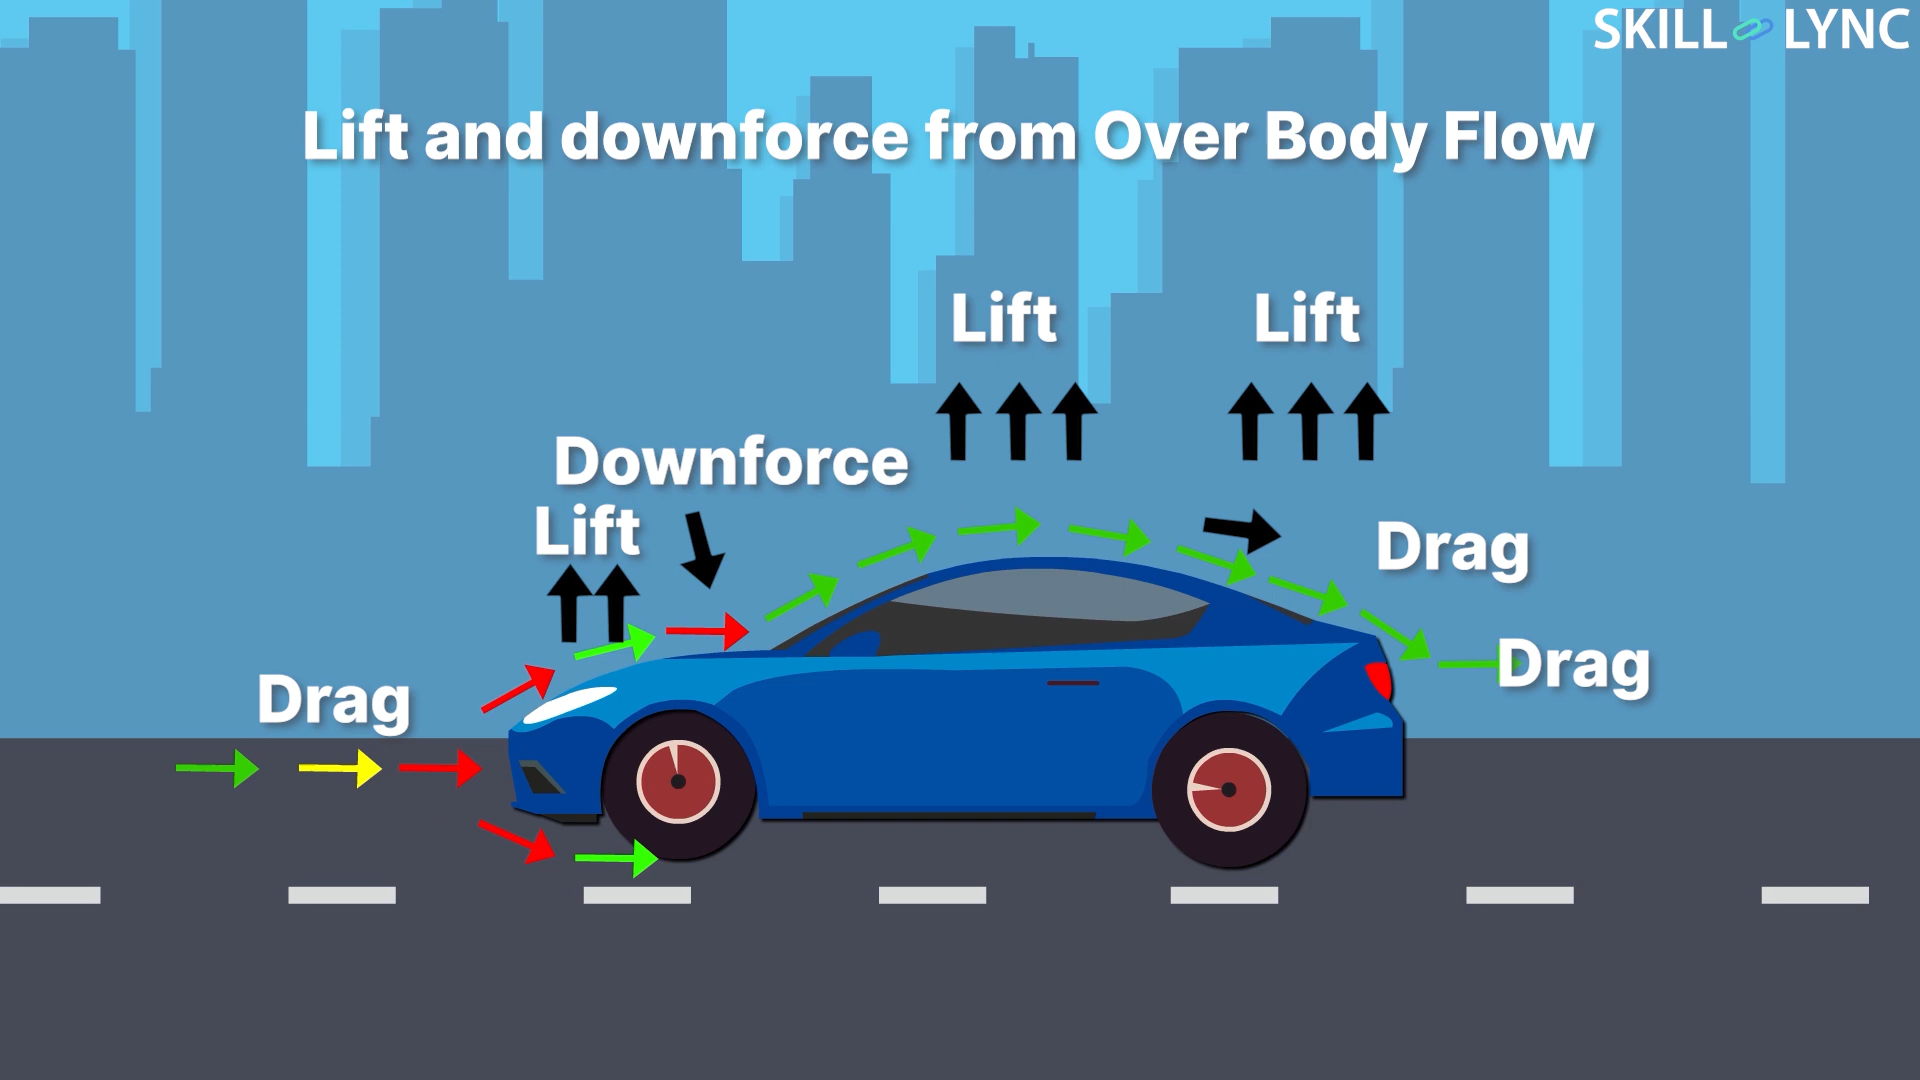 SKILL LYNC
Lift and downforce from Over Body Flow
Lift
Lift
Downforce
Lift
Drag
Drag
Drag